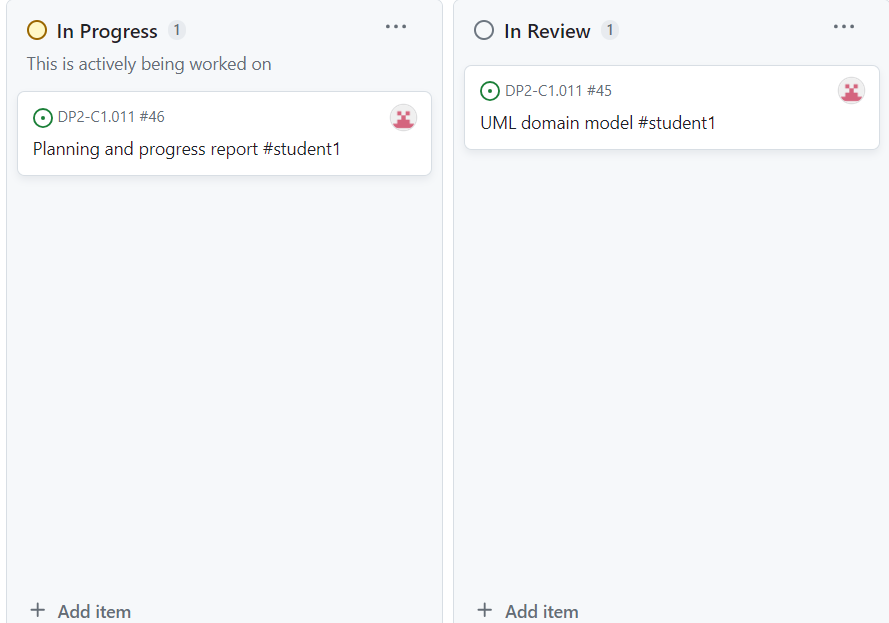 In Progress 1
This is actively being worked on
DP2-C1.011 #46
Planning and progress report #student1
+ Add item
In Review 1
DP2-C1.011 #45
UML domain model #student1
+ Add item